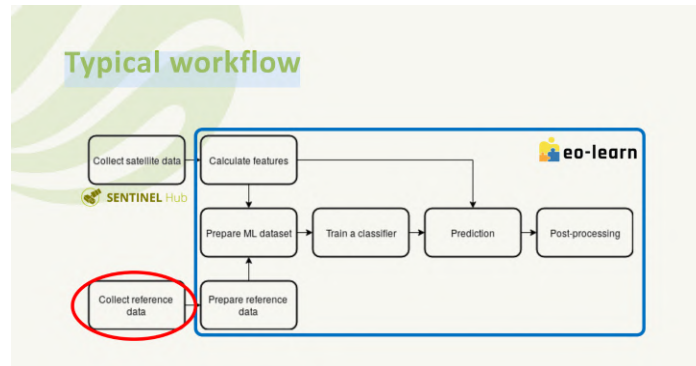 Typical workflow
eo-learn
Collect satellite data
Calculate features
SENTINEL Hub
Prepare ML dataset
Train a classifier
Prediction
Post-processing
Collect reference
data
Prepare reference
data